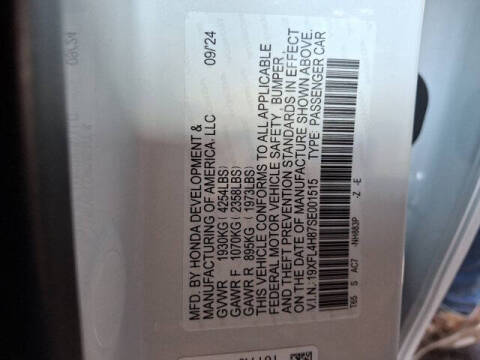 MFD. BY HONDA DEVELOPMENT &
MANUFACTURING OF AMERICA, LLC 09/24
GVWR 1930KG ( 4254LBS)
GAWR F 1070KG ( 2358LBS)
GAWR R 895KG ( 1973LBS)
THIS VEHICLE CONFORMS TO ALL APPLICABLE
FEDERAL MOTOR VEHICLE SAFETY, BUMPER,
AND THEFT PREVENTION STANDARDS IN EFFECT
ON THE DATE OF MANUFACTURE SHOWN ABOVE.
V.I.N. 19XFL4H87SE001515 TYPE: PASSENGER CAR
T65 S AC7 -NH883P -Z -E